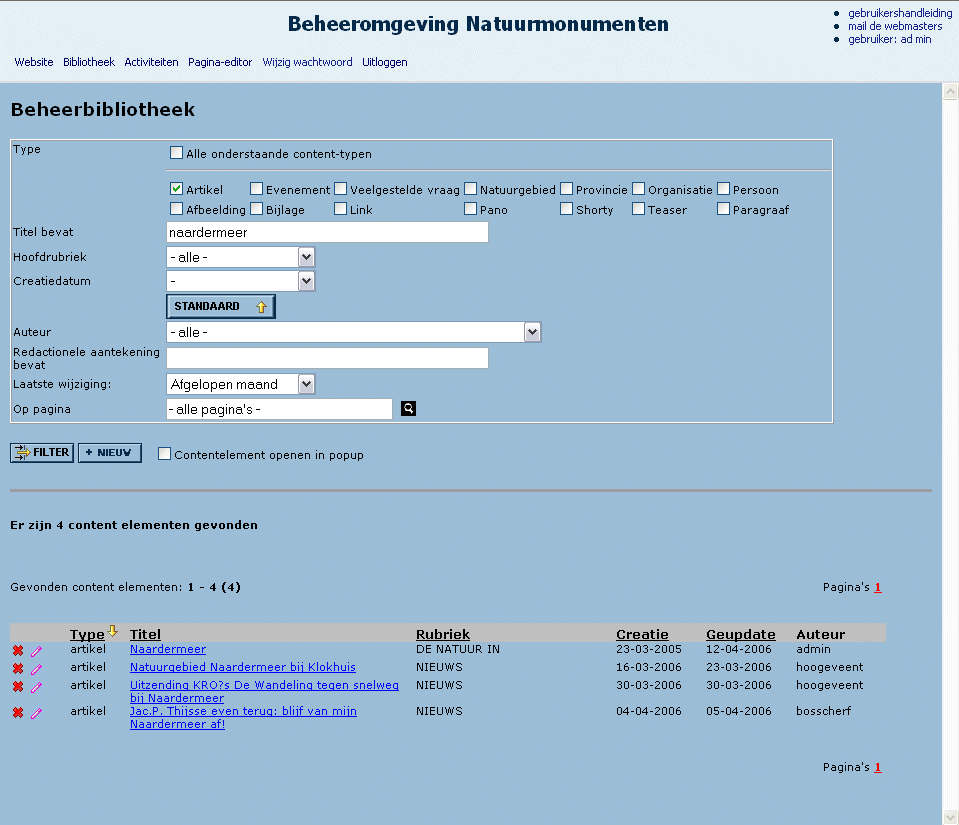 Beheeromgeving Natuurmonumenten
gebruikershandleiding
mail de webmasters
gebruiker: ad min
Website Bibliotheek Activiteiten Pagina-editor Wijzig wachtwoord Uitloggen
Beheerbibliotheek
Type
Alle onderstaande content-typen
Artikel Evenement Veelgestelde vraag Natuurgebied Provincie Organisatie Persoon
Afbeelding Bijlage Link Pano Shorty Teaser Paragraaf
Titel bevat naardermeer
Hoofdrubriek - alle -
Creatiedatum -
STANDAARD
Auteur - alle -
Redactionele aantekening
bevat
Laatste wijziging: Afgelopen maand
Op pagina - alle pagina's -
FILTER + NIEUW Contentelement openen in popup
Er zijn 4 content elementen gevonden
Gevonden content elementen: 1 - 4 (4) Pagina's 1
Type Titel Rubriek Creatie Geupdate Auteur
artikel Naardermeer DE NATUUR IN 23-03-2005 12-04-2006 admin
artikel Natuurgebied Naardermeer bij Klokhuis NIEUWS 16-03-2006 23-03-2006 hoogeveent
artikel Uitzending KRO?s De Wandeling tegen snelweg NIEUWS 30-03-2006 30-03-2006 hoogeveent
bij Naardermeer
artikel Jac.P. Thijsse even terug: blijf van mijn NIEUWS 04-04-2006 05-04-2006 bosscherf
Naardermeer af!
Pagina's 1